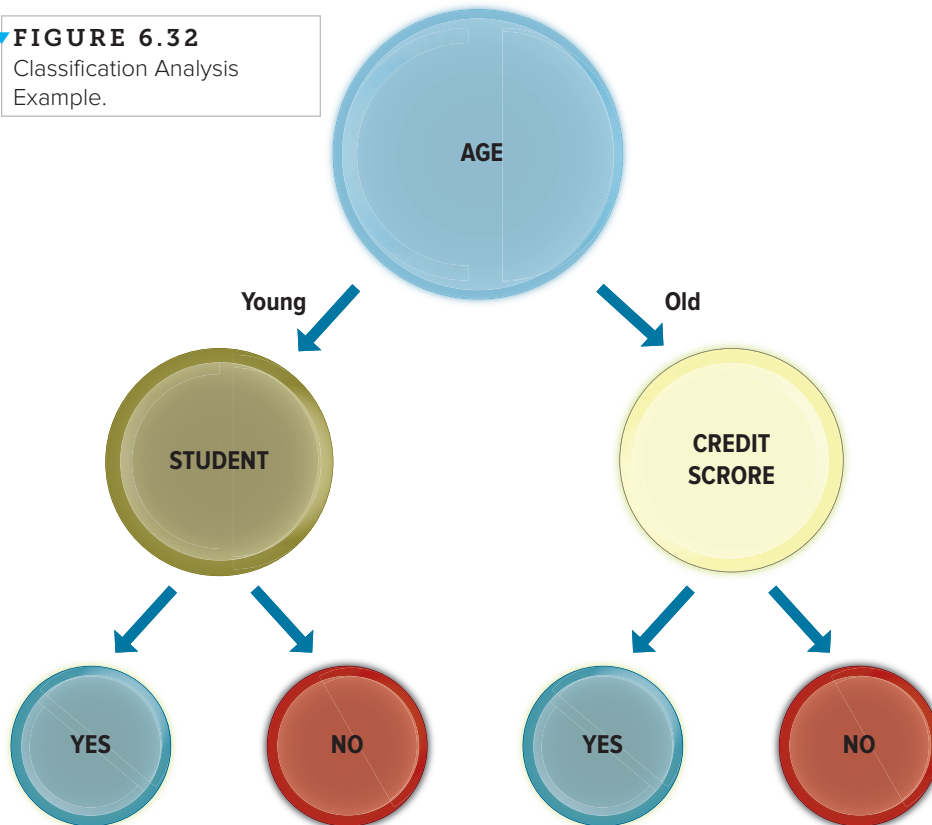 FIGURE 6.32
Classification Analysis
Example.
AGE
Young
Old
STUDENT
CREDIT
SCRORE
YES
NO
YES
NO